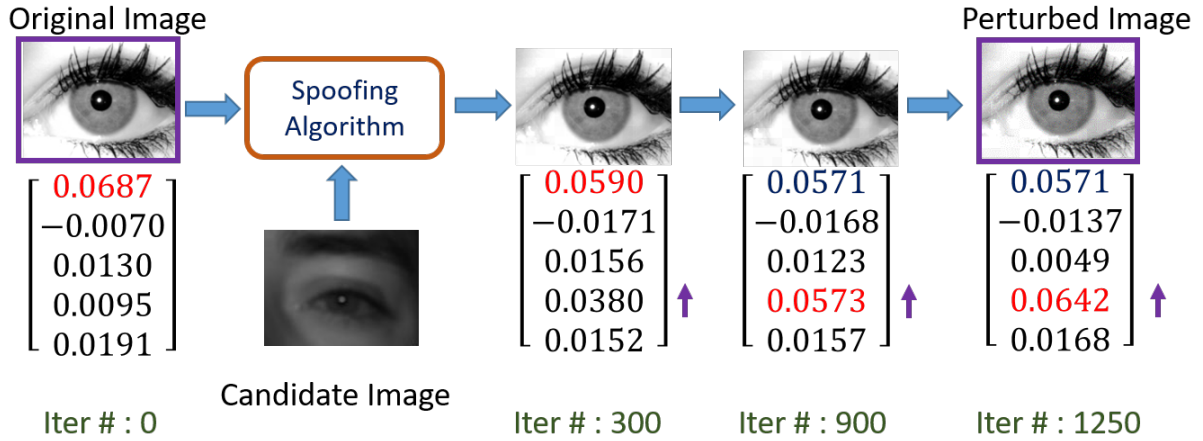 Original Image
Perturbed Image
Spoofing
Algorithm
0.0687
−0.0070
0.0130
0.0095
0.0191
0.0590
−0.0171
0.0156
0.0380
0.0152
0.0571
−0.0168
0.0123
0.0573
0.0157
0.0571
−0.0137
0.0049
0.0642
0.0168
Candidate Image
Iter # : 0
Iter # : 300
Iter # : 900
Iter # : 1250